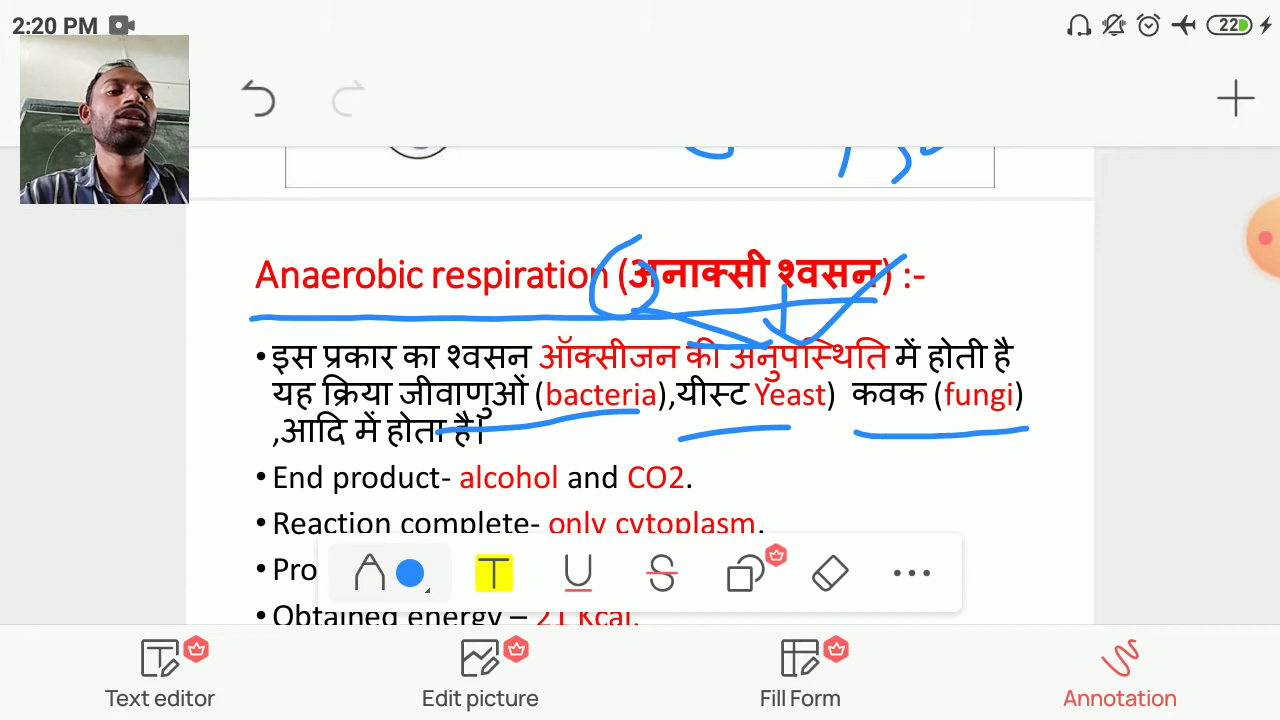 2:20 PM
22
Anaerobic respiration (अनाक्सी श्वसन) :-
• इस प्रकार का श्वसन ऑक्सीजन की अनुपस्थिति में होती है
यह क्रिया जीवाणुओं (bacteria),यीस्ट Yeast) कवक (fungi)
,आदि में होता है।
• End product- alcohol and CO2.
• Reaction complete- only cytoplasm.
• Pro
• Obtained energy – 21 Kcal.
Text editor
Edit picture
Fill Form
Annotation